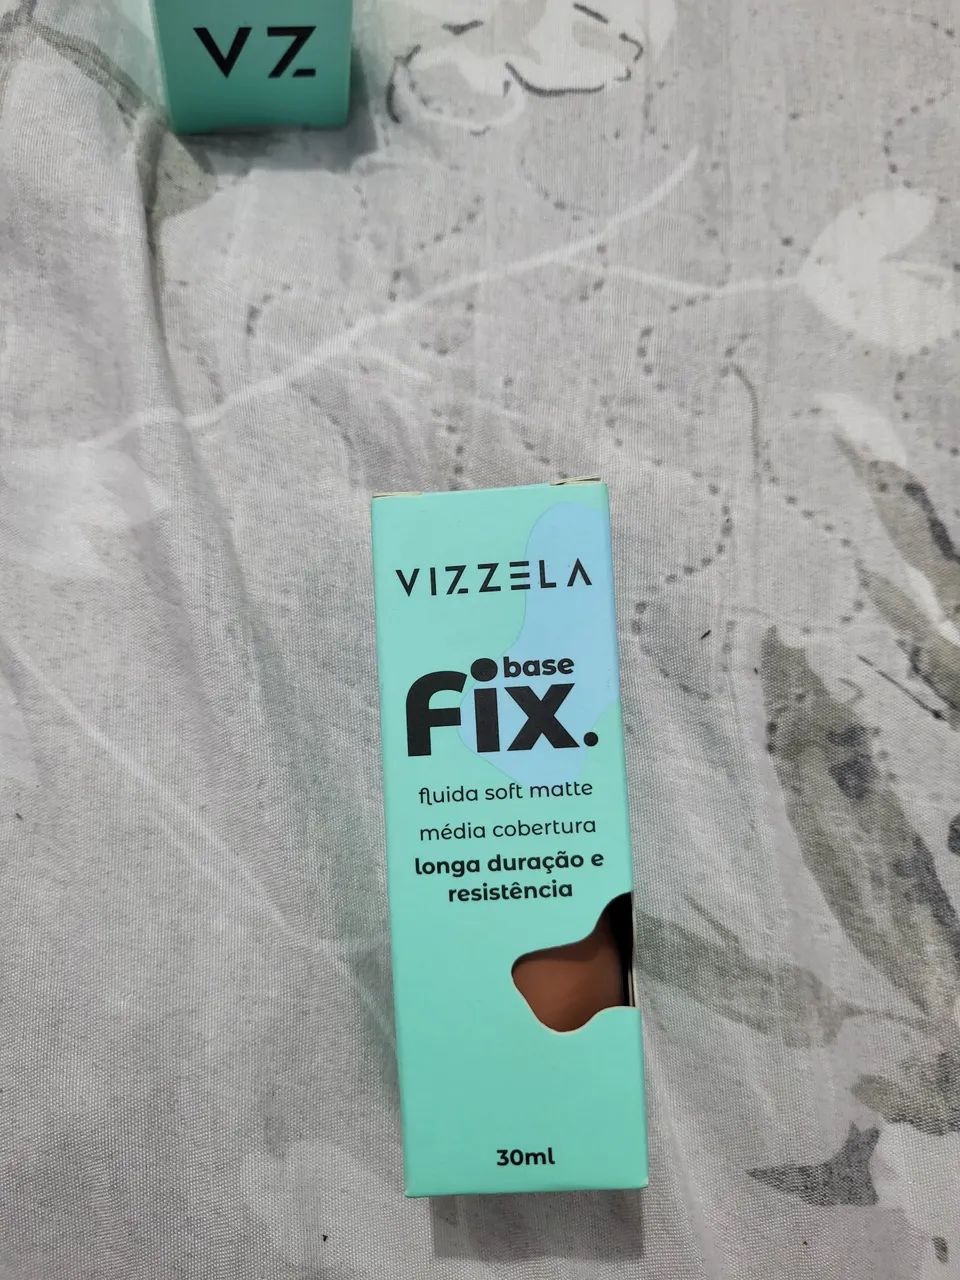 VZ
VIZZELA
base
Fix.
fluida soft matte
média cobertura
longa duração e
resistência
30ml